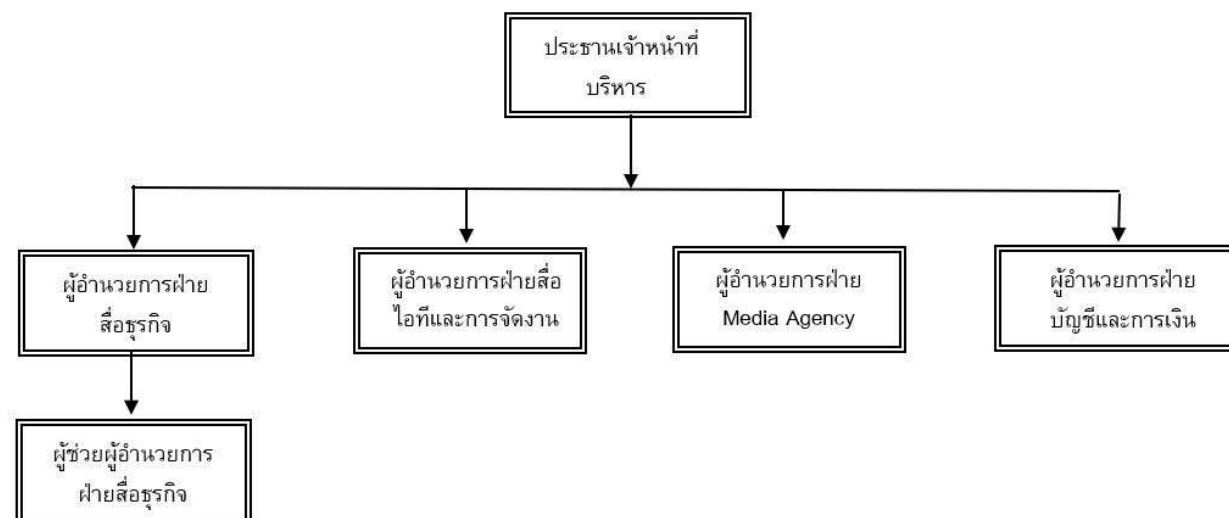 ประธานเจ้าหน้าที่
บริหาร
ผู้อำนวยการฝ่าย
สื่อธุรกิจ
ผู้อำนวยการฝ่ายสื่อ
ไอทีและการจัดงาน
ผู้อำนวยการฝ่าย
Media Agency
ผู้อำนวยการฝ่าย
บัญชีและการเงิน
ผู้ช่วยผู้อำนวยการ
ฝ่ายสื่อธุรกิจ